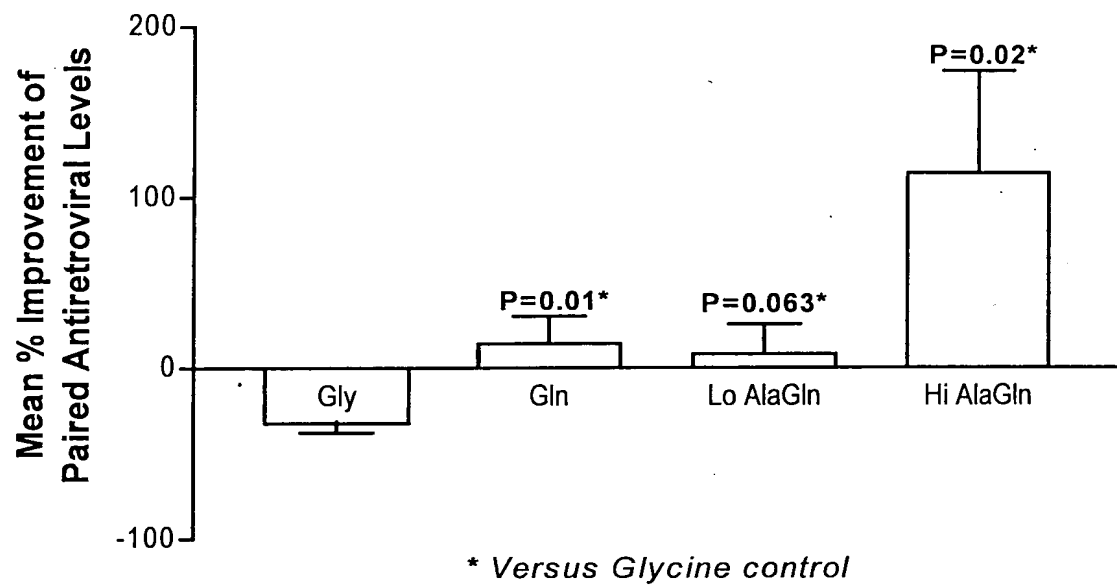 Mean % Improvement of
Paired Antiretroviral Levels
200
100
0
-100
P=0.01*
P=0.063*
P=0.02*
Gly
Gln
Lo AlaGln
Hi AlaGln
* Versus Glycine control